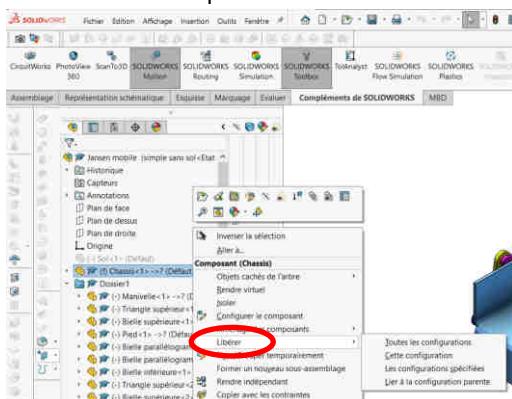 SOLIDWORKS Fichier Edition Affichage Insertion Outils Fenêtre
CircuitWorks PhotoView 360 ScanTo3D SOLIDWORKS Motion SOLIDWORKS Routing SOLIDWORKS Simulation SOLIDWORKS Toolbox TolAnalyst SOLIDWORKS Flow Simulation SOLIDWORKS Plastics
Assemblage Représentation schématique Esquisse Marquage Evaluer Compléments de SOLIDWORKS MBD
Jansen mobile (simple sans sol<Etat
Historique
Capteurs
Annotations
Plan de face
Plan de dessus
Plan de droite
Origine
(-) Sol<1> (Défaut)
(f) Chassis<1> ->? (Défaut
Dossier1
(-) Manivelle<1> ->? (D
(-) Triangle supérieur<1
(-) Bielle supérieure<1>
(-) Pied<1> ->? (Défau
(-) Bielle parallélogram
(-) Bielle parallélogram
(-) Bielle inférieure<1>
(-) Triangle supérieur<2
(-) Bielle supérieure<2>
Inverser la sélection
Aller à...
Composant (Chassis)
Objets cachés de l'arbre
Rendre virtuel
Isoler
Configurer le composant
composants
Libérer
temporairement
Former un nouveau sous-assemblage
Rendre indépendant
Copier avec les contraintes
Toutes les configurations
Cette configuration
Les configurations spécifiées
Lier à la configuration parente